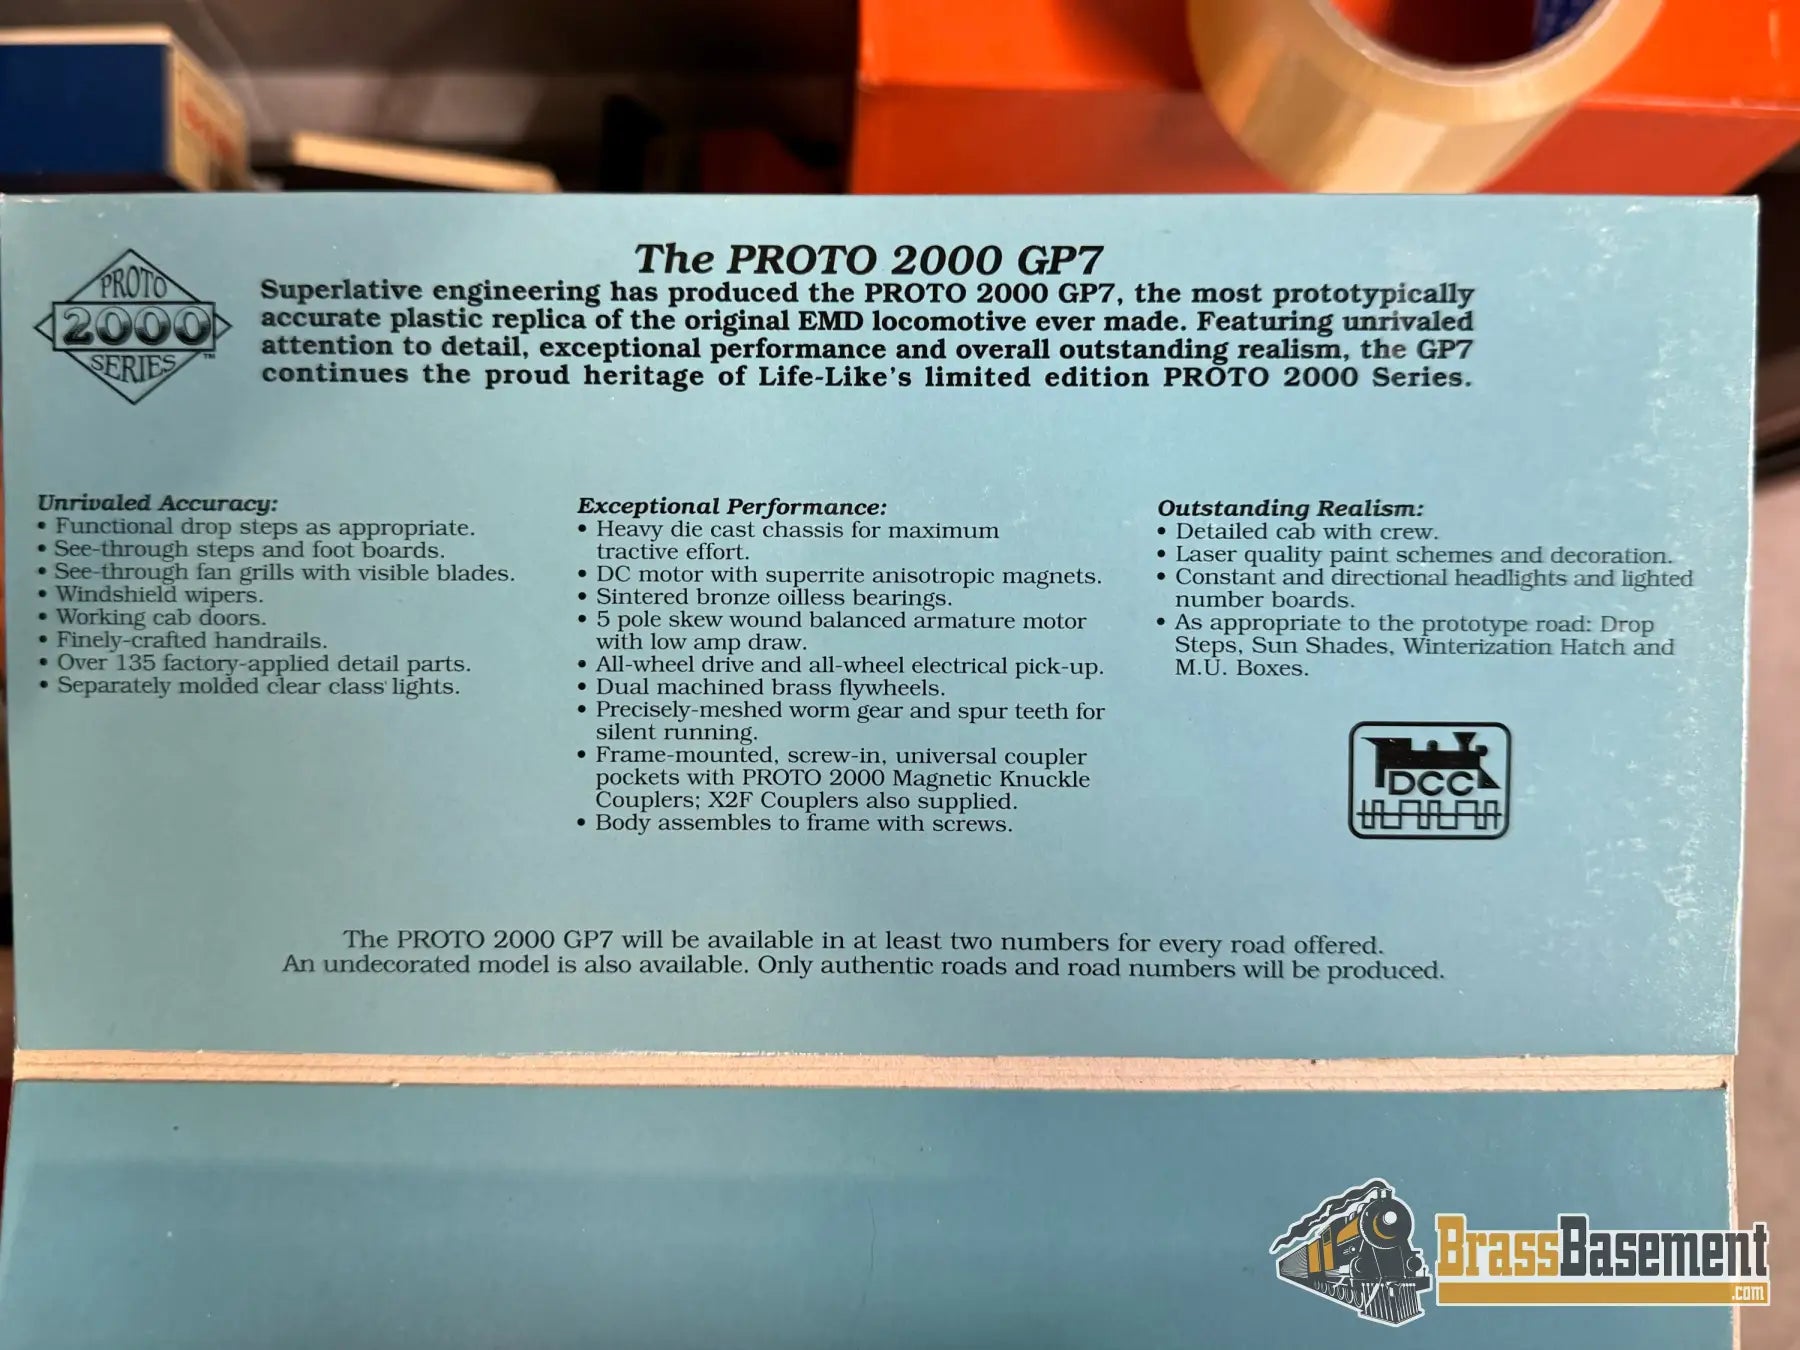 The PROTO 2000 GP7
PROTO
2000
SERIES™
Superlative engineering has produced the PROTO 2000 GP7, the most prototypically
accurate plastic replica of the original EMD locomotive ever made. Featuring unrivaled
attention to detail, exceptional performance and overall outstanding realism, the GP7
continues the proud heritage of Life-Like's limited edition PROTO 2000 Series.
Unrivaled Accuracy:
• Functional drop steps as appropriate.
• See-through steps and foot boards.
• See-through fan grills with visible blades.
• Windshield wipers.
• Working cab doors.
• Finely-crafted handrails.
• Over 135 factory-applied detail parts.
• Separately molded clear class lights.
Exceptional Performance:
• Heavy die cast chassis for maximum
tractive effort.
• DC motor with superrite anisotropic magnets.
• Sintered bronze oilless bearings.
• 5 pole skew wound balanced armature motor
with low amp draw.
• All-wheel drive and all-wheel electrical pick-up.
• Dual machined brass flywheels.
• Precisely-meshed worm gear and spur teeth for
silent running.
• Frame-mounted, screw-in, universal coupler
pockets with PROTO 2000 Magnetic Knuckle
Couplers; X2F Couplers also supplied.
• Body assembles to frame with screws.
Outstanding Realism:
• Detailed cab with crew.
• Laser quality paint schemes and decoration.
• Constant and directional headlights and lighted
number boards.
• As appropriate to the prototype road: Drop
Steps, Sun Shades, Winterization Hatch and
M.U. Boxes.
DCC
The PROTO 2000 GP7 will be available in at least two numbers for every road offered.
An undecorated model is also available. Only authentic roads and road numbers will be produced.
BrassBasement
.com